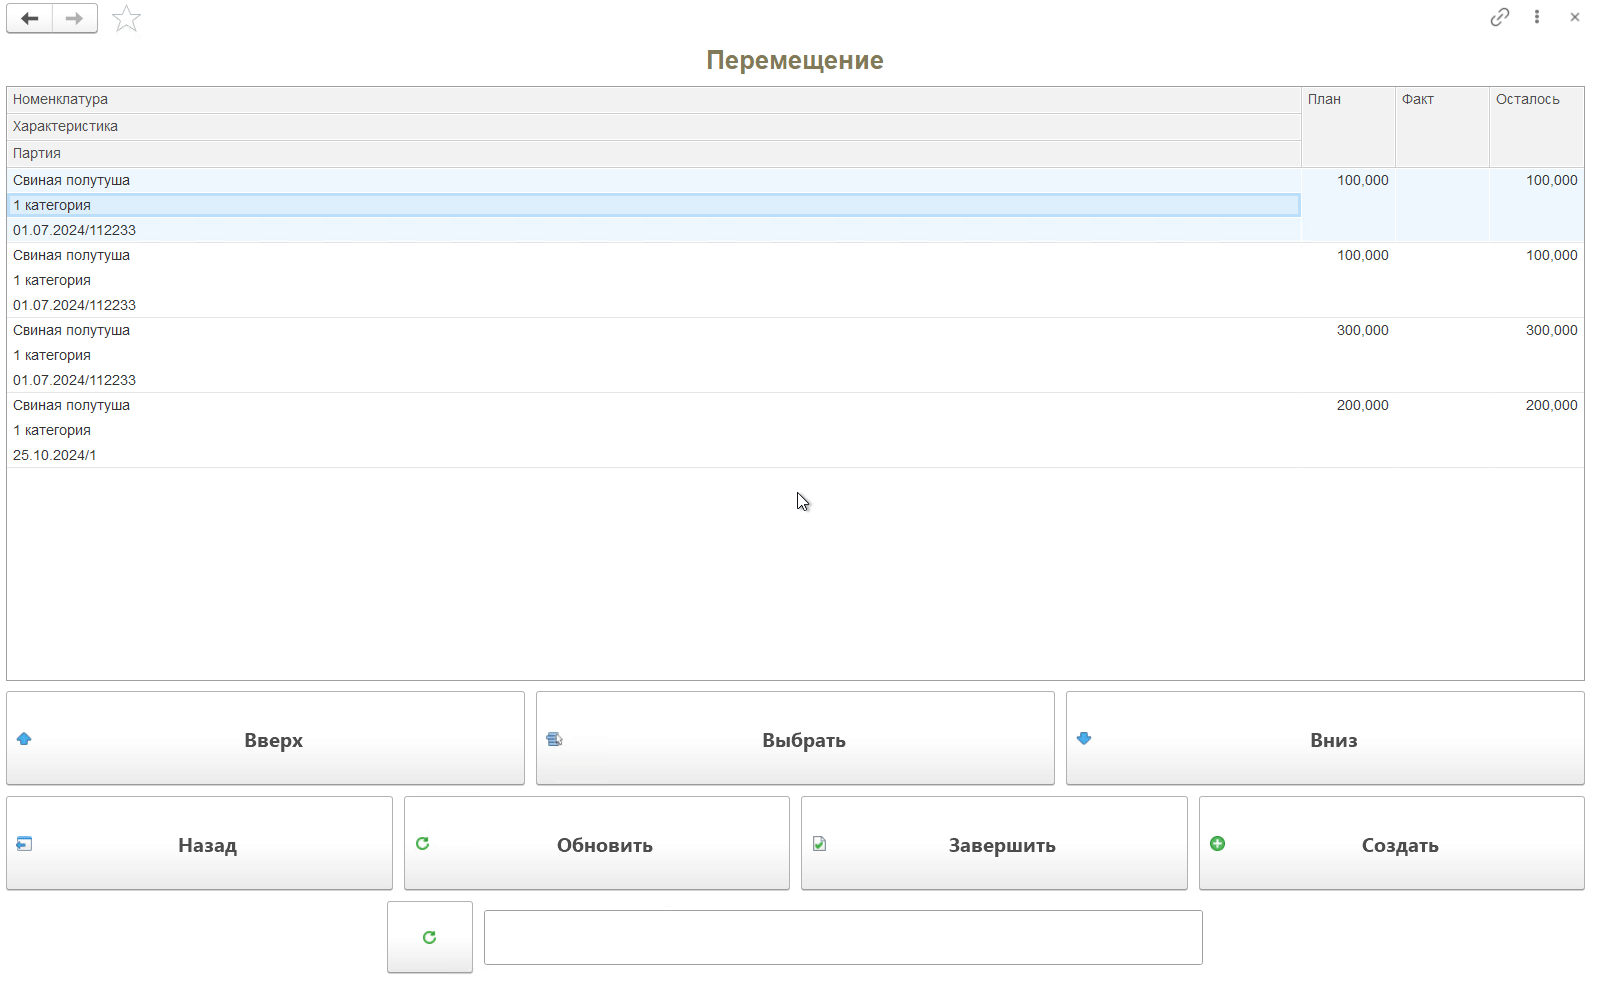 Перемещение
Номенклатура План Факт Осталось
Характеристика
Партия
Свиная полутуша 100,000 100,000
1 категория
01.07.2024/112233
Свиная полутуша 100,000 100,000
1 категория
01.07.2024/112233
Свиная полутуша 300,000 300,000
1 категория
01.07.2024/112233
Свиная полутуша 200,000 200,000
1 категория
25.10.2024/1
Вверх Выбрать Вниз
Назад Обновить Завершить Создать